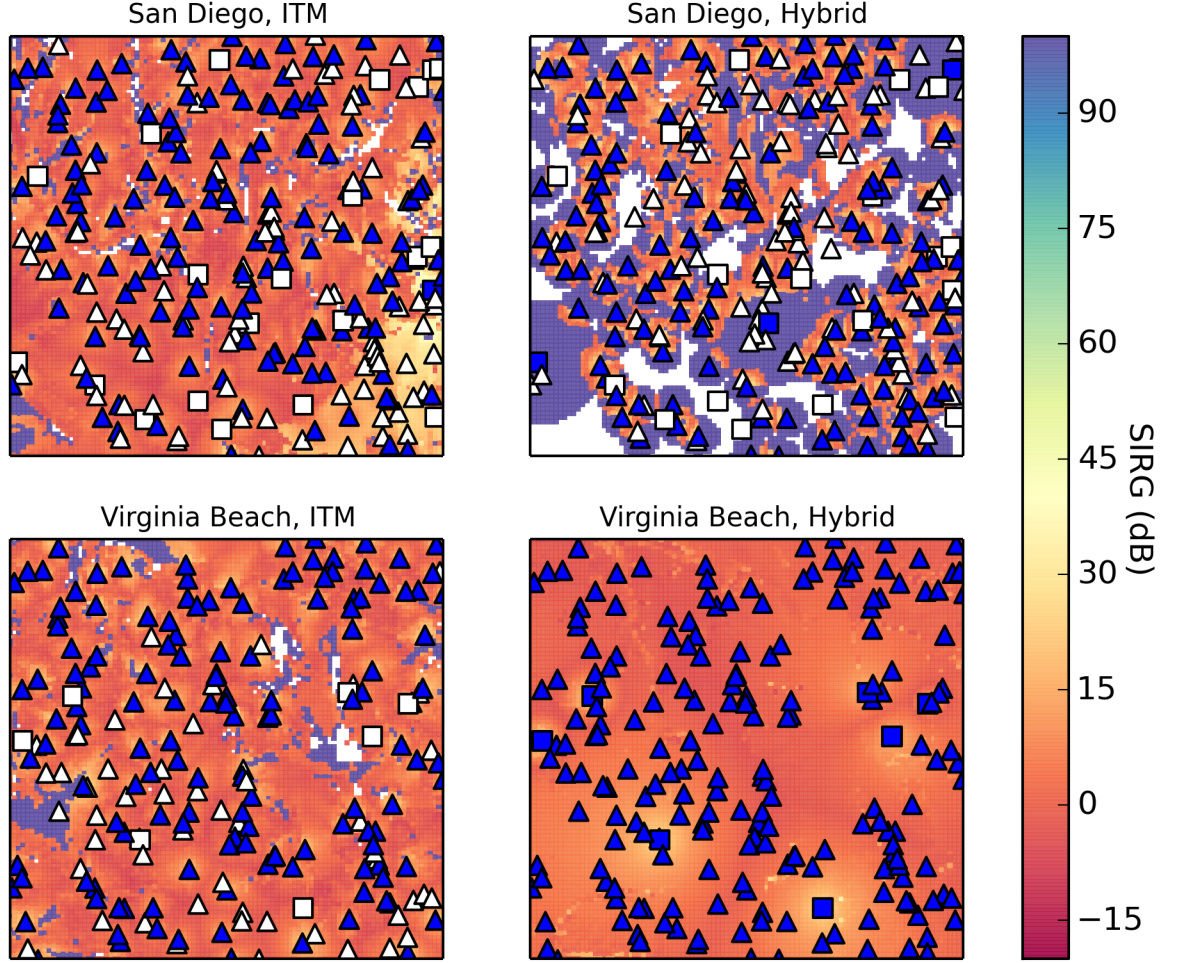 San Diego, ITM
San Diego, Hybrid
Virginia Beach, ITM
Virginia Beach, Hybrid
90
75
60
45
30
15
0
−15
SIRG (dB)